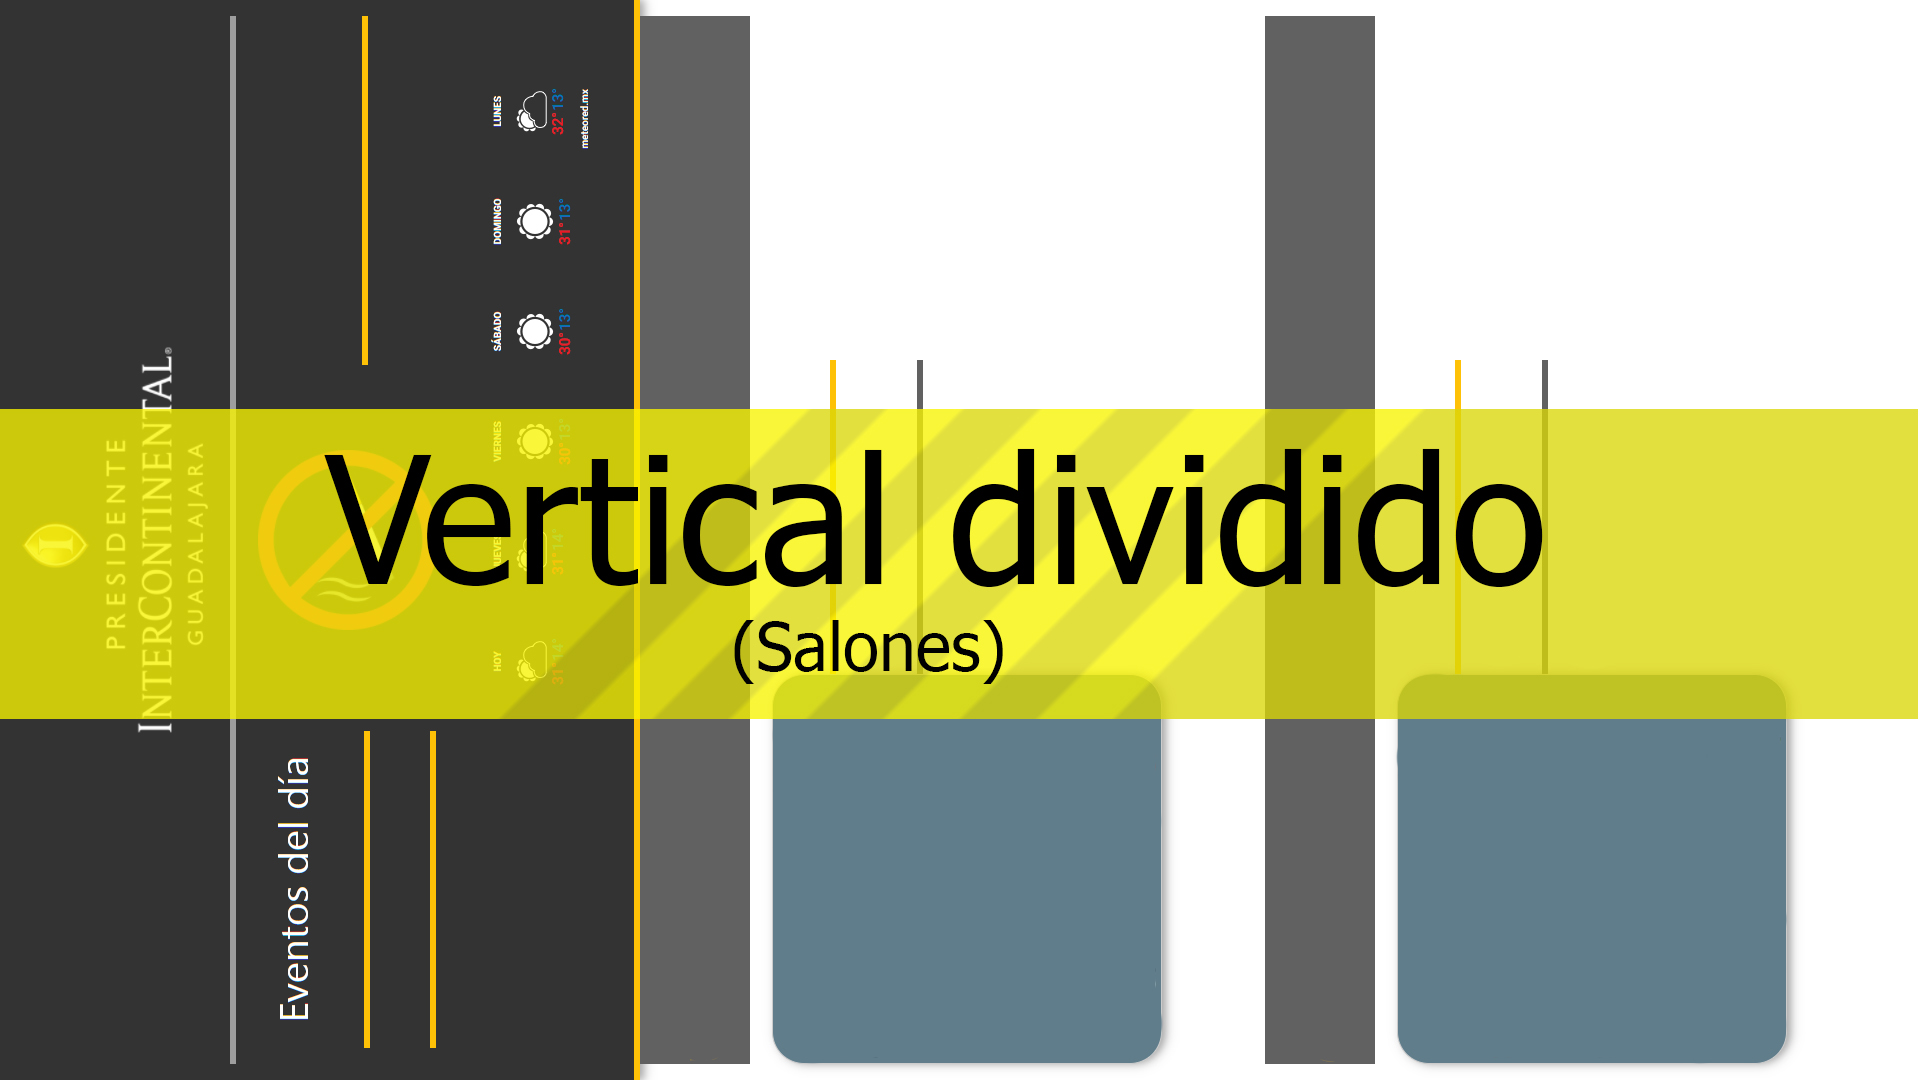 Vertical dividido
(Salones)
PRESIDENTE
INTERCONTINENTAL®
GUADALAJARA
Eventos del día
HOY
31° 14°
JUEVES
31° 14°
VIERNES
30° 13°
SÁBADO
30° 13°
DOMINGO
31° 13°
LUNES
32° 13°
meteored.mx